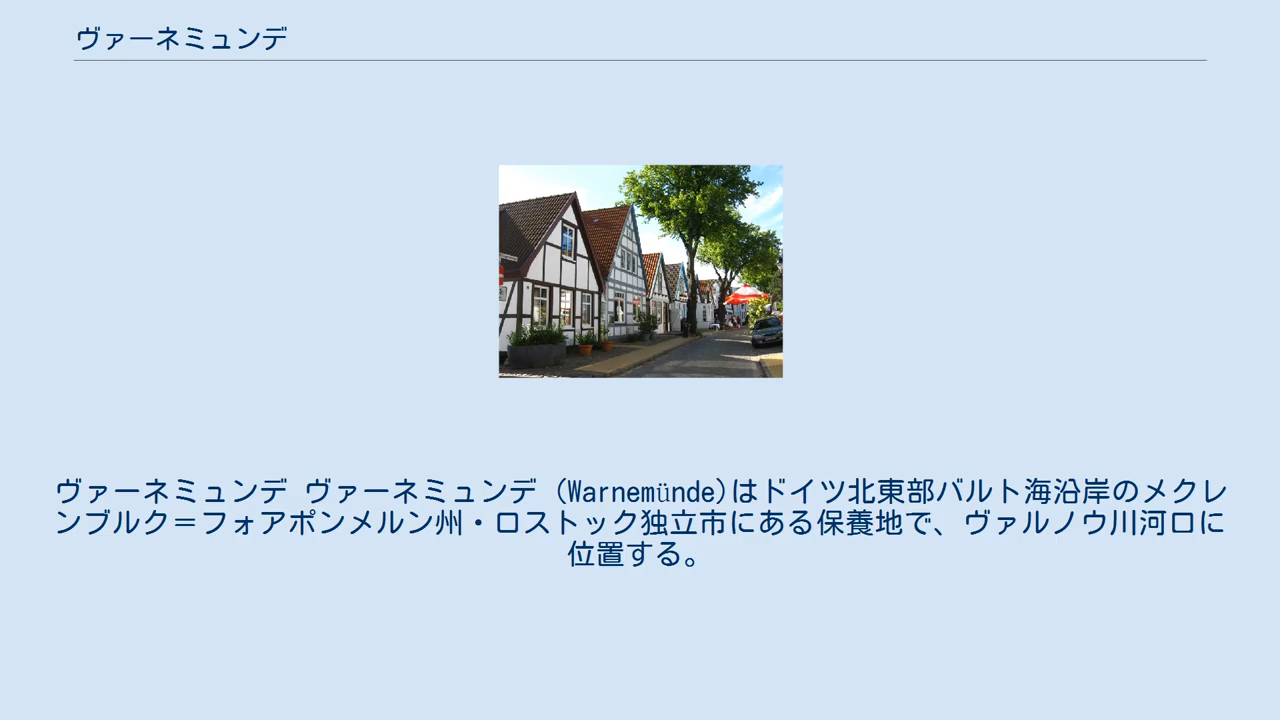 ヴァーネミュンデ
ヴァーネミュンデ ヴァーネミュンデ (Warnemünde)はドイツ北東部バルト海沿岸のメクレ
ンブルク＝フォアポンメルン州・ロストック独立市にある保養地で、ヴァルノウ川河口に
位置する。